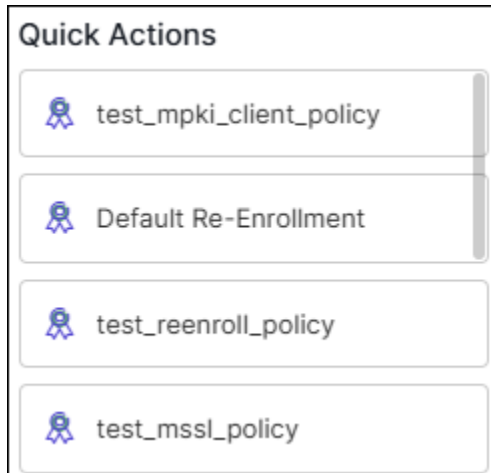 Quick Actions
test_mpki_client_policy
Default Re-Enrollment
test_reenroll_policy
test_mssl_policy